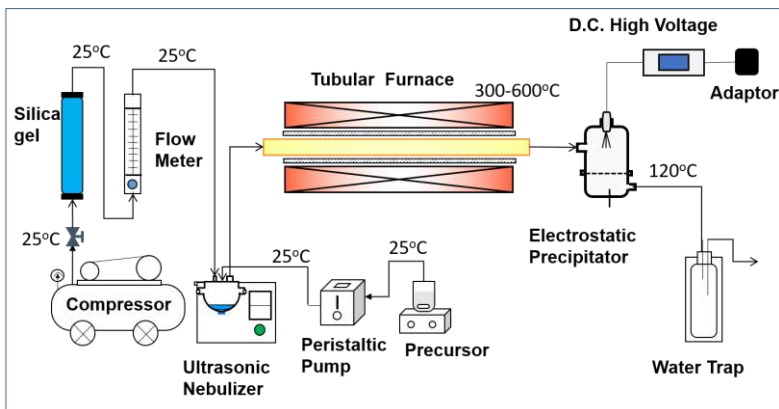 D.C. High Voltage
25°C
25°C
Tubular Furnace
300-600°C
Adaptor
Silica
gel
Flow
Meter
120°C
25°C
25°C
25°C
Electrostatic
Precipitator
Compressor
Ultrasonic
Nebulizer
Peristaltic
Pump
Precursor
Water Trap